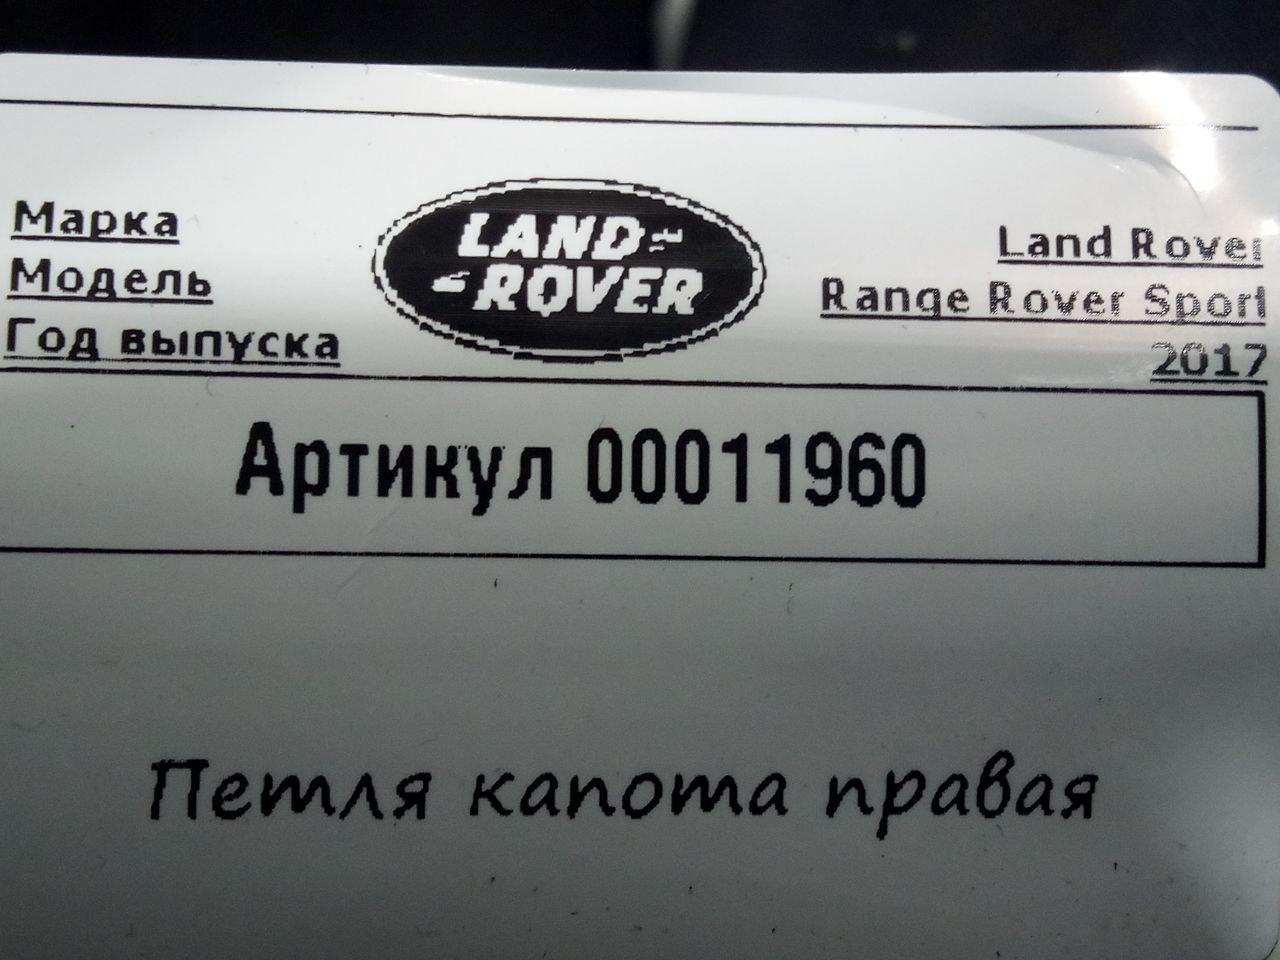 Марка
Модель
Год выпуска
LAND
ROVER
Land Rover
Range Rover Sport
2017
Артикул 00011960
Петля капота правая